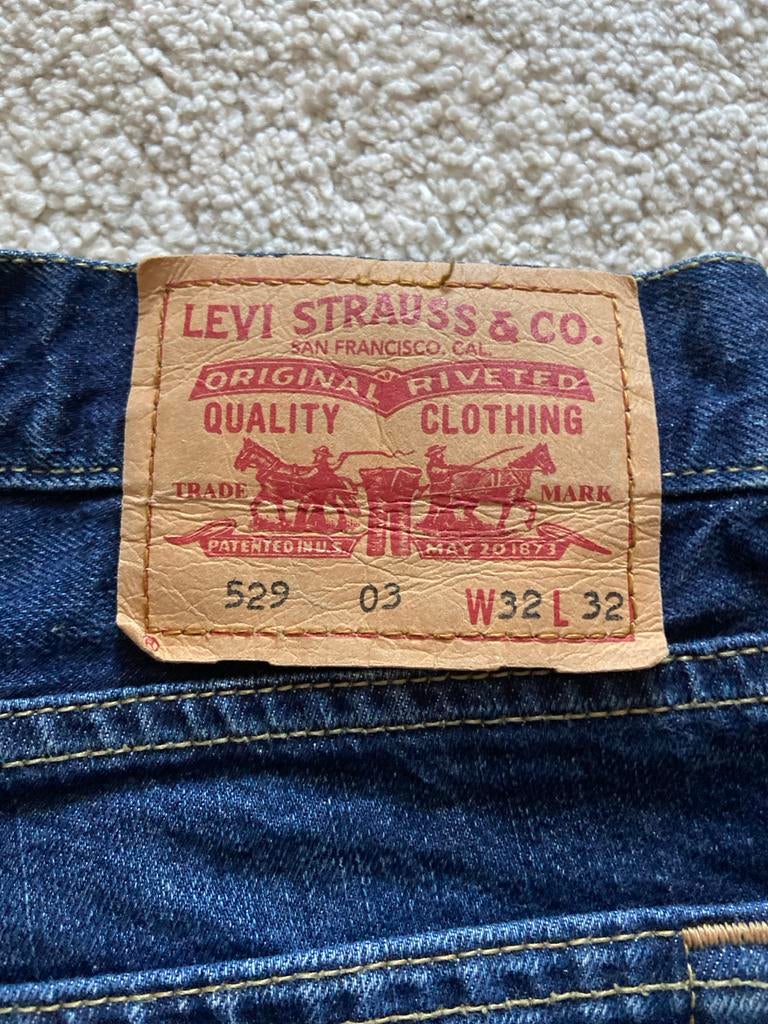 LEVI STRAUSS & CO.
SAN FRANCISCO, CAL.
ORIGINAL RIVETED
QUALITY CLOTHING
TRADE MARK
PATENTED IN U.S. MAY 20 1873
529 03 W32 L 32
®